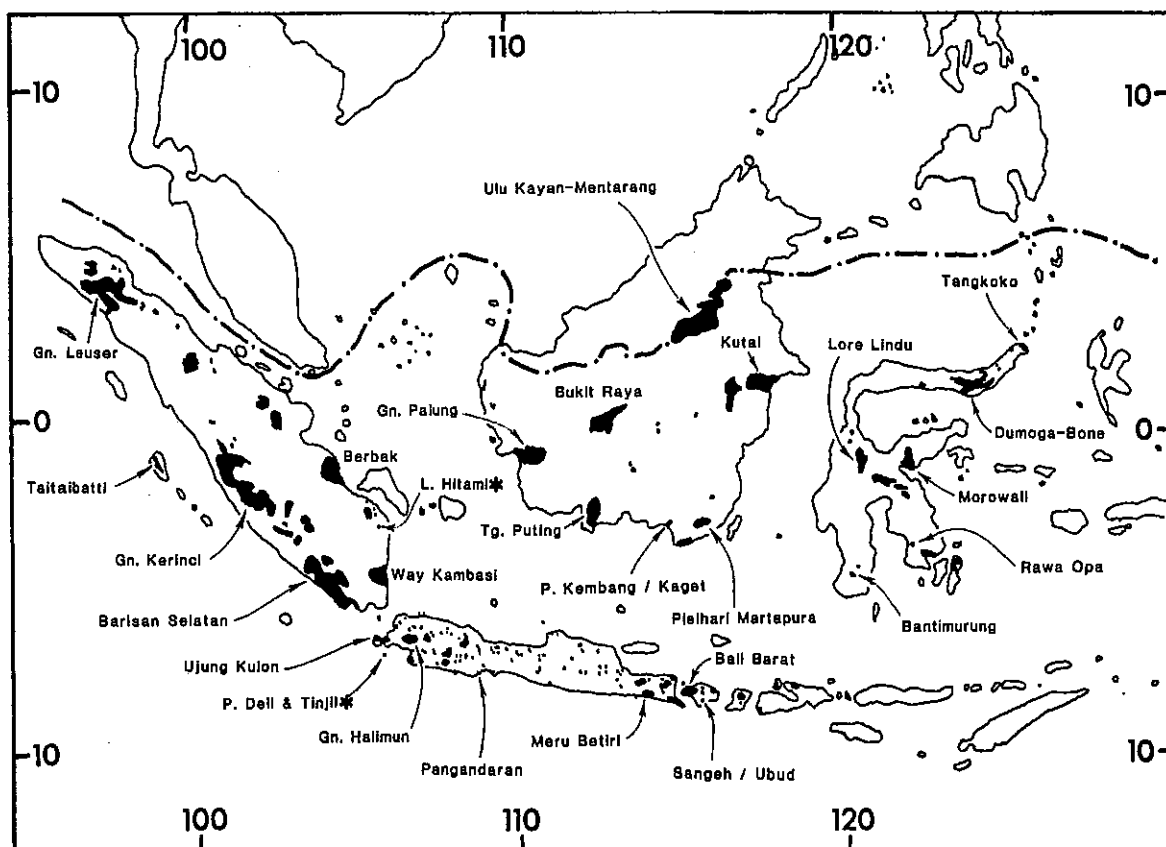 100
110
120
10
10
Ulu Kayan-Mentarang
Tangkoko
Gn. Leuser
Kutai
Lore Lindu
Bukit Raya
Gn. Palung
0
0
Dumoga-Bone
Berbak
L. Hitami*
Taitaibatti
Morowali
Tg. Puting
Gn. Kerinci
Way Kambasi
P. Kembang / Kaget
Rawa Opa
Barisan Selatan
Pleihari Martapura
Bantimurung
Ujung Kulon
Bali Barat
P. Deli & Tinjil*
Gn. Halimun
Meru Betiri
10
10
Pangandaran
Sangeh / Ubud
100
110
120